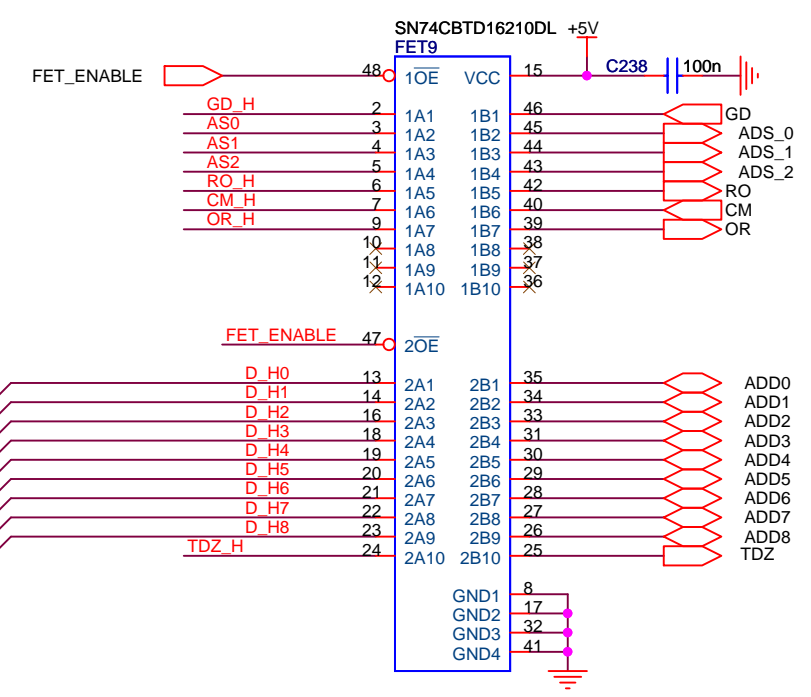 SN74CBTD16210DL +5V
FET9
C238 100n
FET_ENABLE 48 1OE VCC 15
GD_H 2 1A1 1B1 46 GD
AS0 3 1A2 1B2 45 ADS_0
AS1 4 1A3 1B3 44 ADS_1
AS2 5 1A4 1B4 43 ADS_2
RO_H 6 1A5 1B5 42 RO
CM_H 7 1A6 1B6 40 CM
OR_H 9 1A7 1B7 39 OR
10 1A8 1B8 38
11 1A9 1B9 37
12 1A10 1B10 36
FET_ENABLE 47 2OE
D_H0 13 2A1 2B1 35 ADD0
D_H1 14 2A2 2B2 34 ADD1
D_H2 16 2A3 2B3 33 ADD2
D_H3 18 2A4 2B4 31 ADD3
D_H4 19 2A5 2B5 30 ADD4
D_H5 20 2A6 2B6 29 ADD5
D_H6 21 2A7 2B7 28 ADD6
D_H7 22 2A8 2B8 27 ADD7
D_H8 23 2A9 2B9 26 ADD8
TDZ_H 24 2A10 2B10 25 TDZ
GND1 8
GND2 17
GND3 32
GND4 41